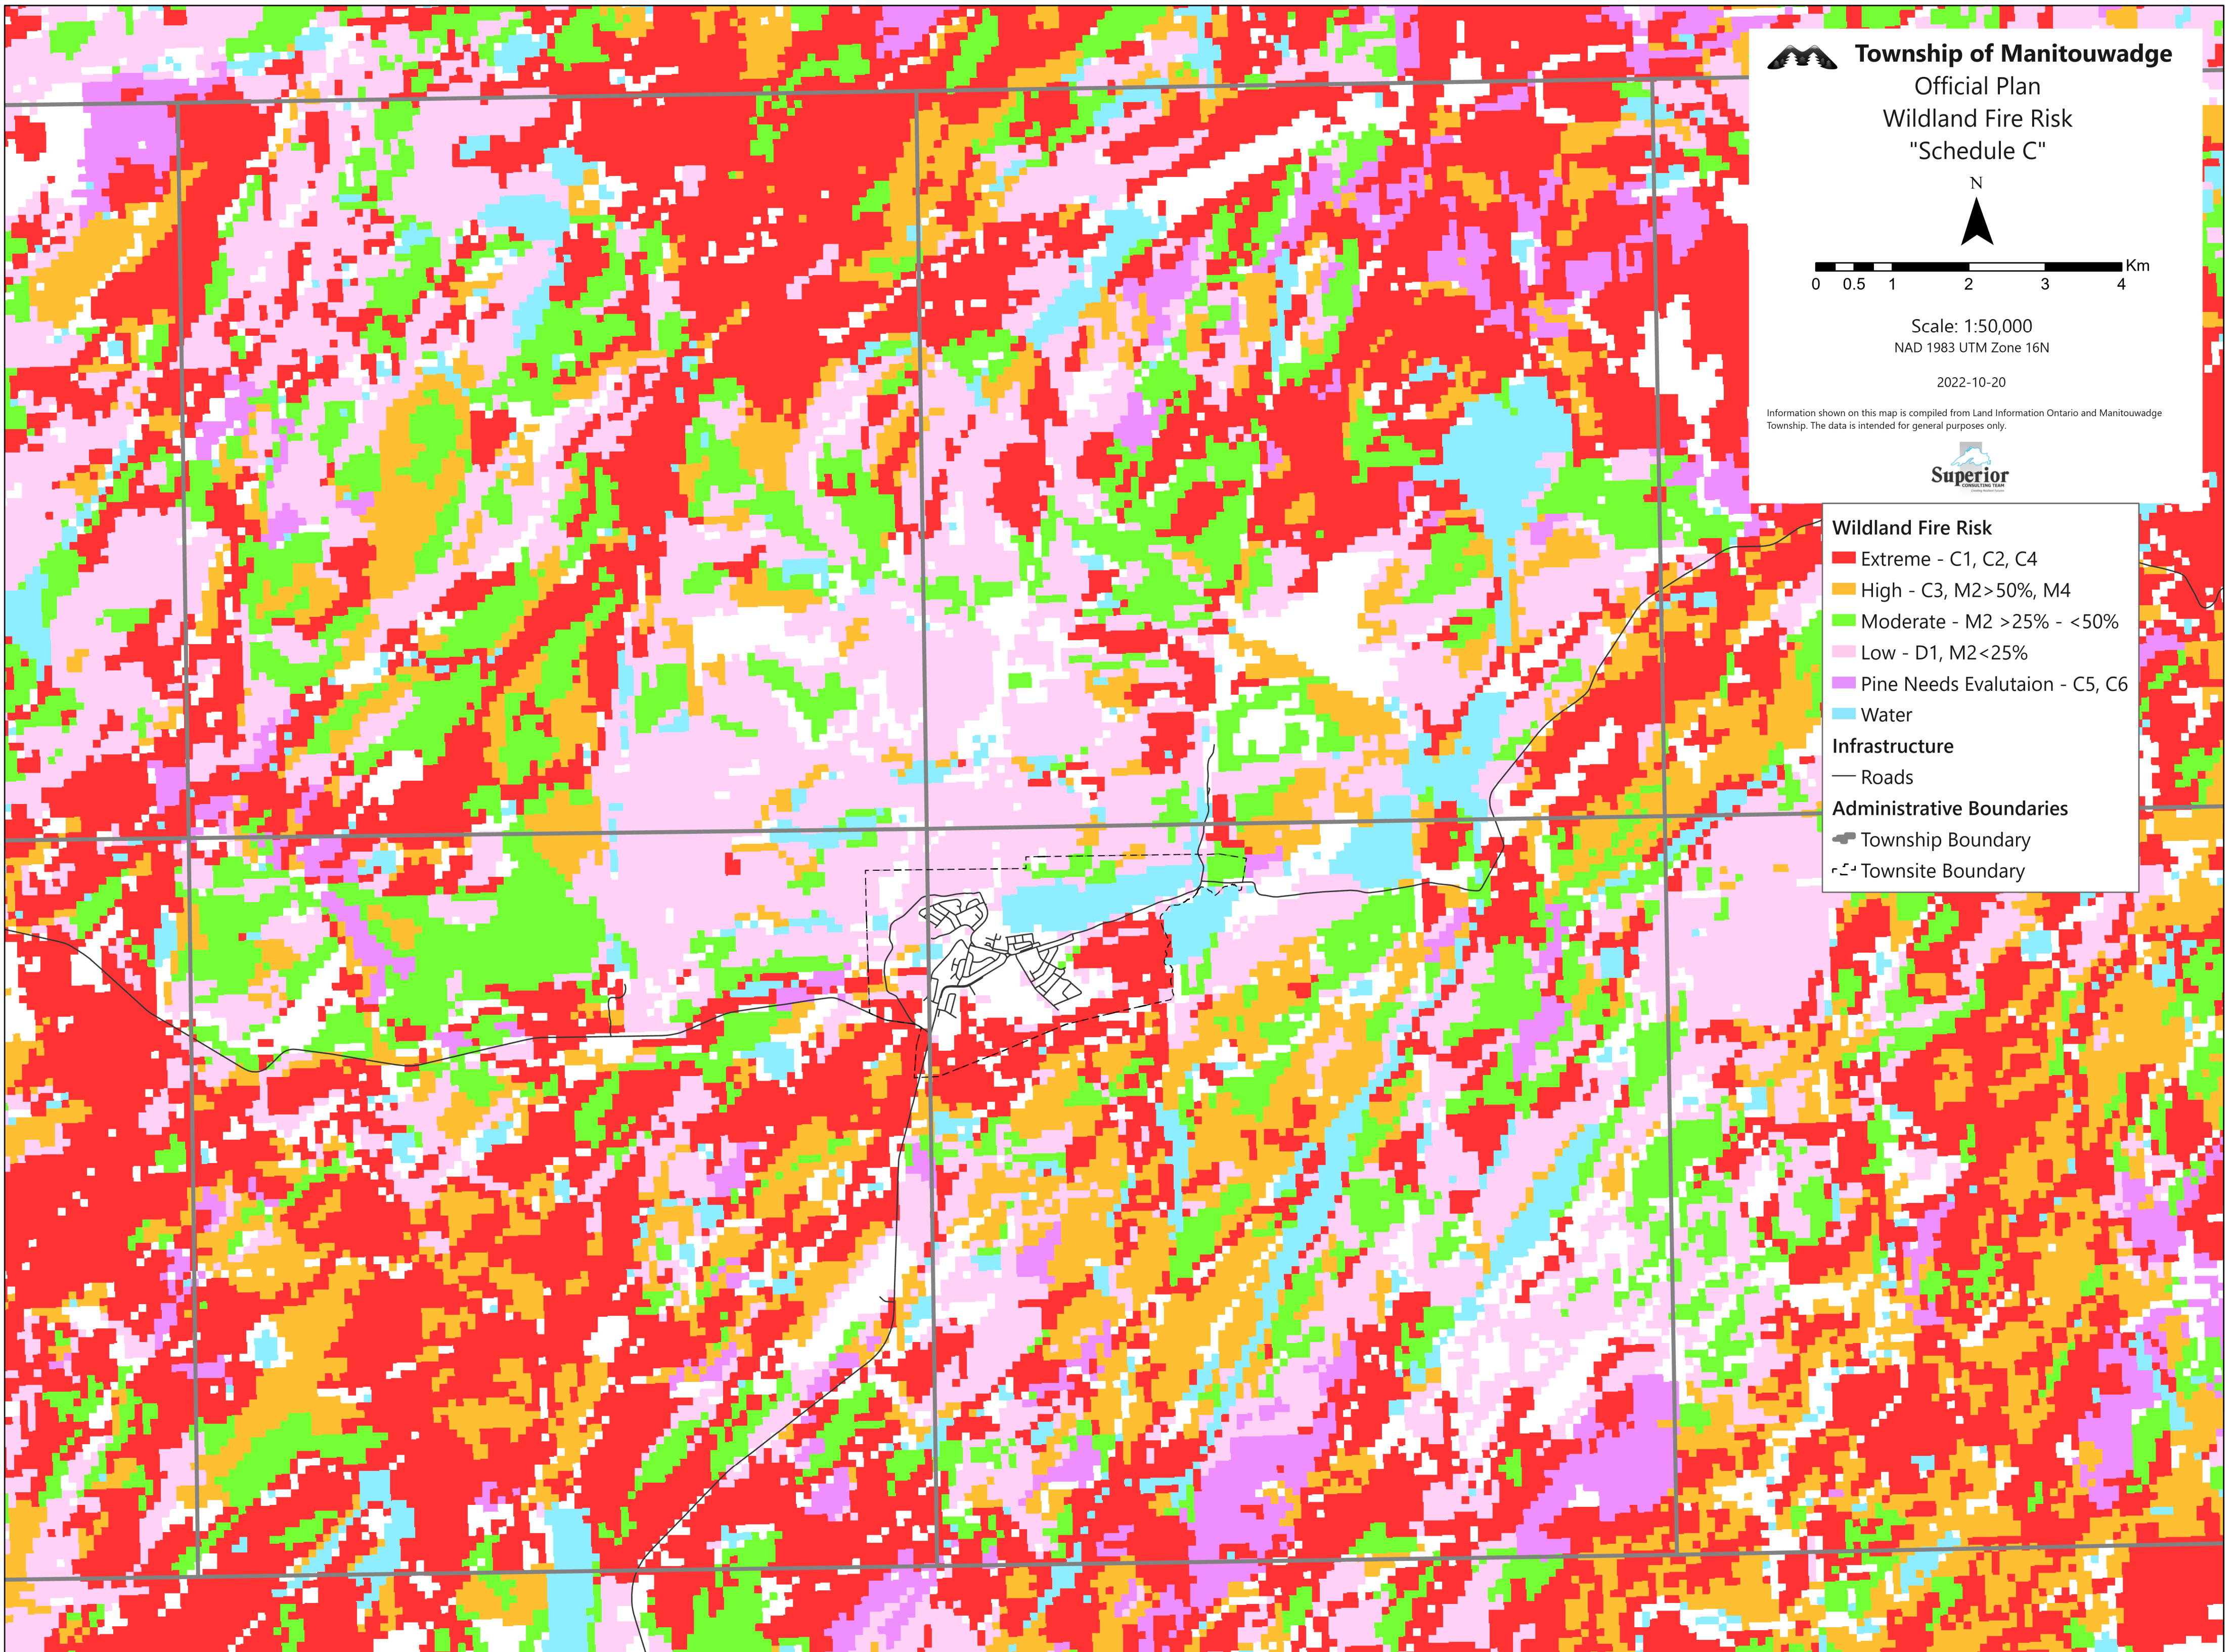 Township of Manitouwadge
Official Plan
Wildland Fire Risk
"Schedule C"
N
Km
0 0.5 1 2 3 4
Scale: 1:50,000
NAD 1983 UTM Zone 16N
2022-10-20
Information shown on this map is compiled from Land Information Ontario and Manitouwadge
Township. The data is intended for general purposes only.
Superior
CONSULTING TEAM
Wildland Fire Risk
Extreme - C1, C2, C4
High - C3, M2>50%, M4
Moderate - M2 >25% - <50%
Low - D1, M2<25%
Pine Needs Evalutaion - C5, C6
Water
Infrastructure
Roads
Administrative Boundaries
Township Boundary
Townsite Boundary